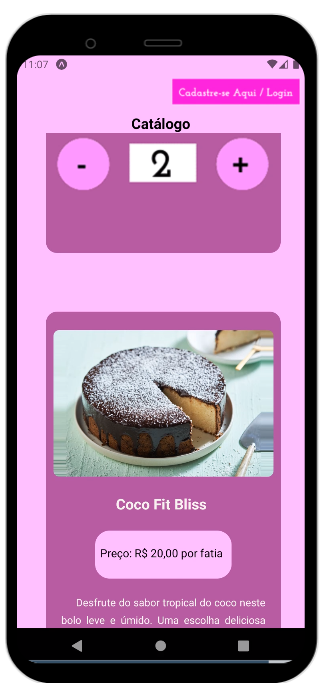 11:07
Cadastre-se Aqui / Login
Catálogo
- 2 +
Coco Fit Bliss
Preço: R$ 20,00 por fatia
Desfrute do sabor tropical do coco neste
bolo leve e úmido. Uma escolha deliciosa